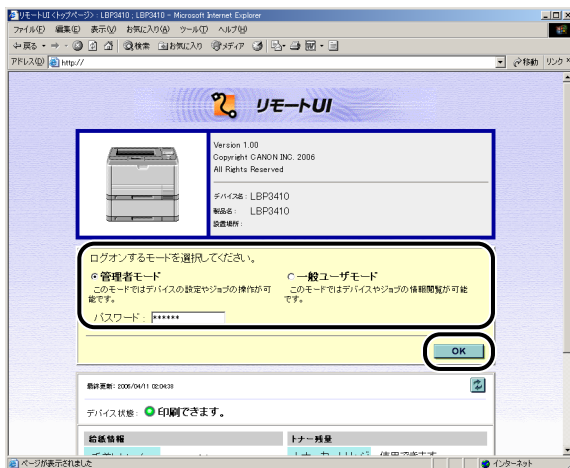 リモートUI <トップページ> : LBP3410 ; LBP3410 - Microsoft Internet Explorer
ファイル(F) 編集(E) 表示(V) お気に入り(A) ツール(T) ヘルプ(H)
戻る 検索 お気に入り メディア
アドレス(D) http:// 移動 リンク
リモートUI
Version 1.00
Copyright CANON INC. 2006
All Rights Reserved
デバイス名 : LBP3410
製品名 : LBP3410
設置場所 :
ログオンするモードを選択してください。
管理者モード 一般ユーザモード
このモードではデバイスの設定やジョブの操作が可能です。
このモードではデバイスやジョブの情報閲覧が可能です。
パスワード : ******
OK
最終更新 : 2006/04/11 02:04:38
デバイス状態 : 印刷できます。
給紙情報 トナー残量
ページが表示されました インターネット